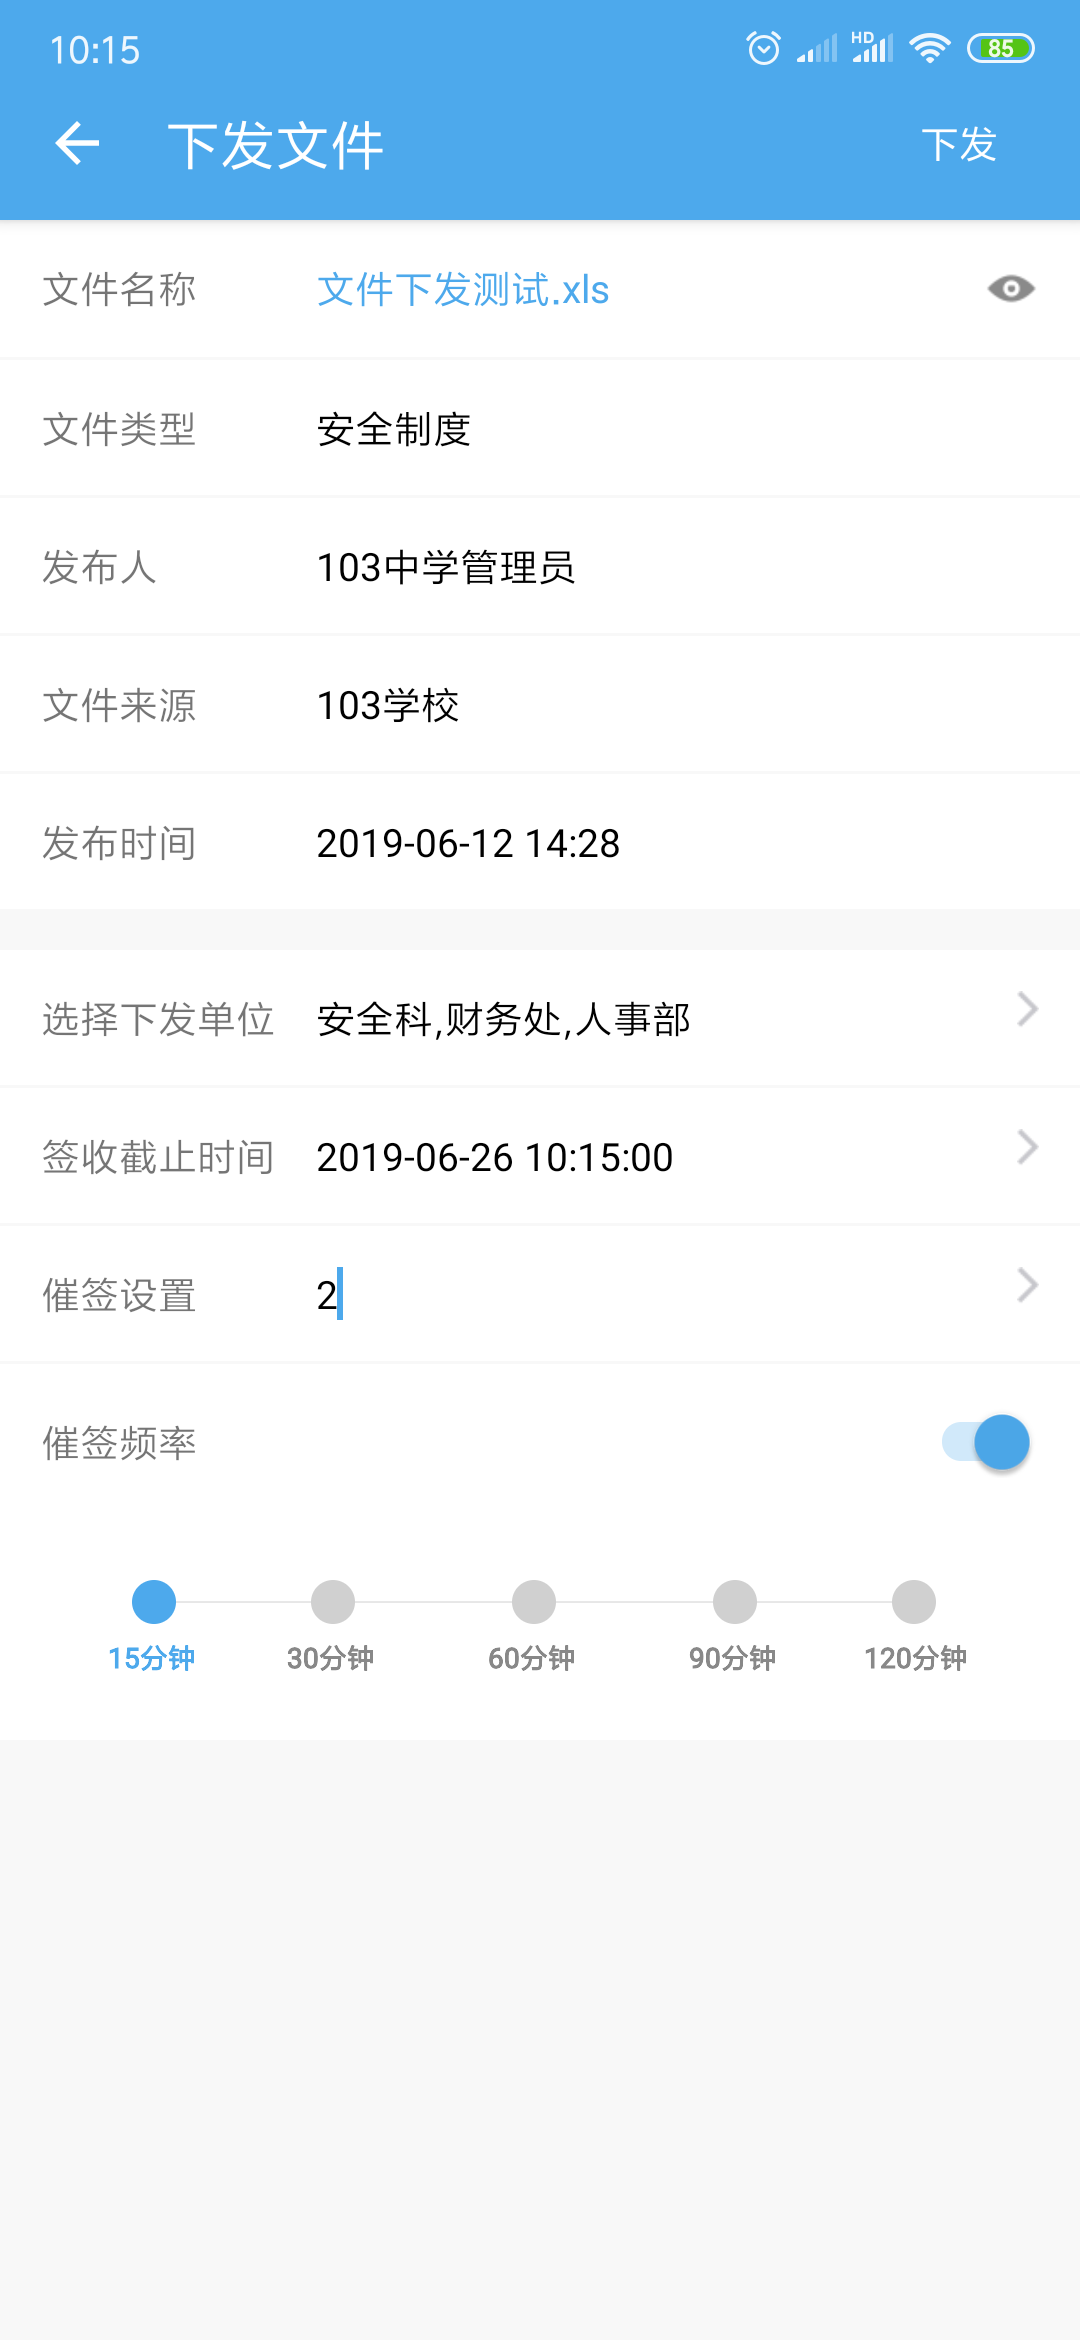 10:15 HD 85
下发文件 下发
文件名称 文件下发测试.xls
文件类型 安全制度
发布人 103中学管理员
文件来源 103学校
发布时间 2019-06-12 14:28
选择下发单位 安全科,财务处,人事部
签收截止时间 2019-06-26 10:15:00
催签设置 2
催签频率
15分钟 30分钟 60分钟 90分钟 120分钟